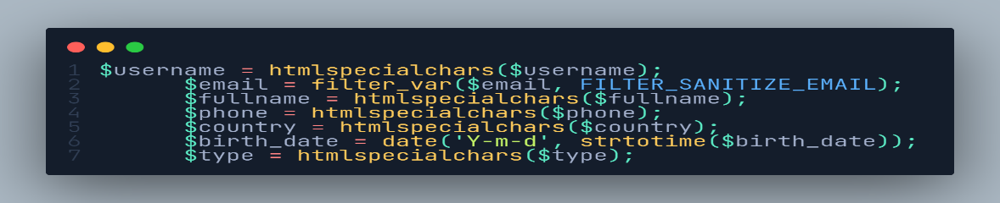 1 $username = htmlspecialchars($username);
2 $email = filter_var($email, FILTER_SANITIZE_EMAIL);
3 $fullname = htmlspecialchars($fullname);
4 $phone = htmlspecialchars($phone);
5 $country = htmlspecialchars($country);
6 $birth_date = date('Y-m-d', strtotime($birth_date));
7 $type = htmlspecialchars($type);